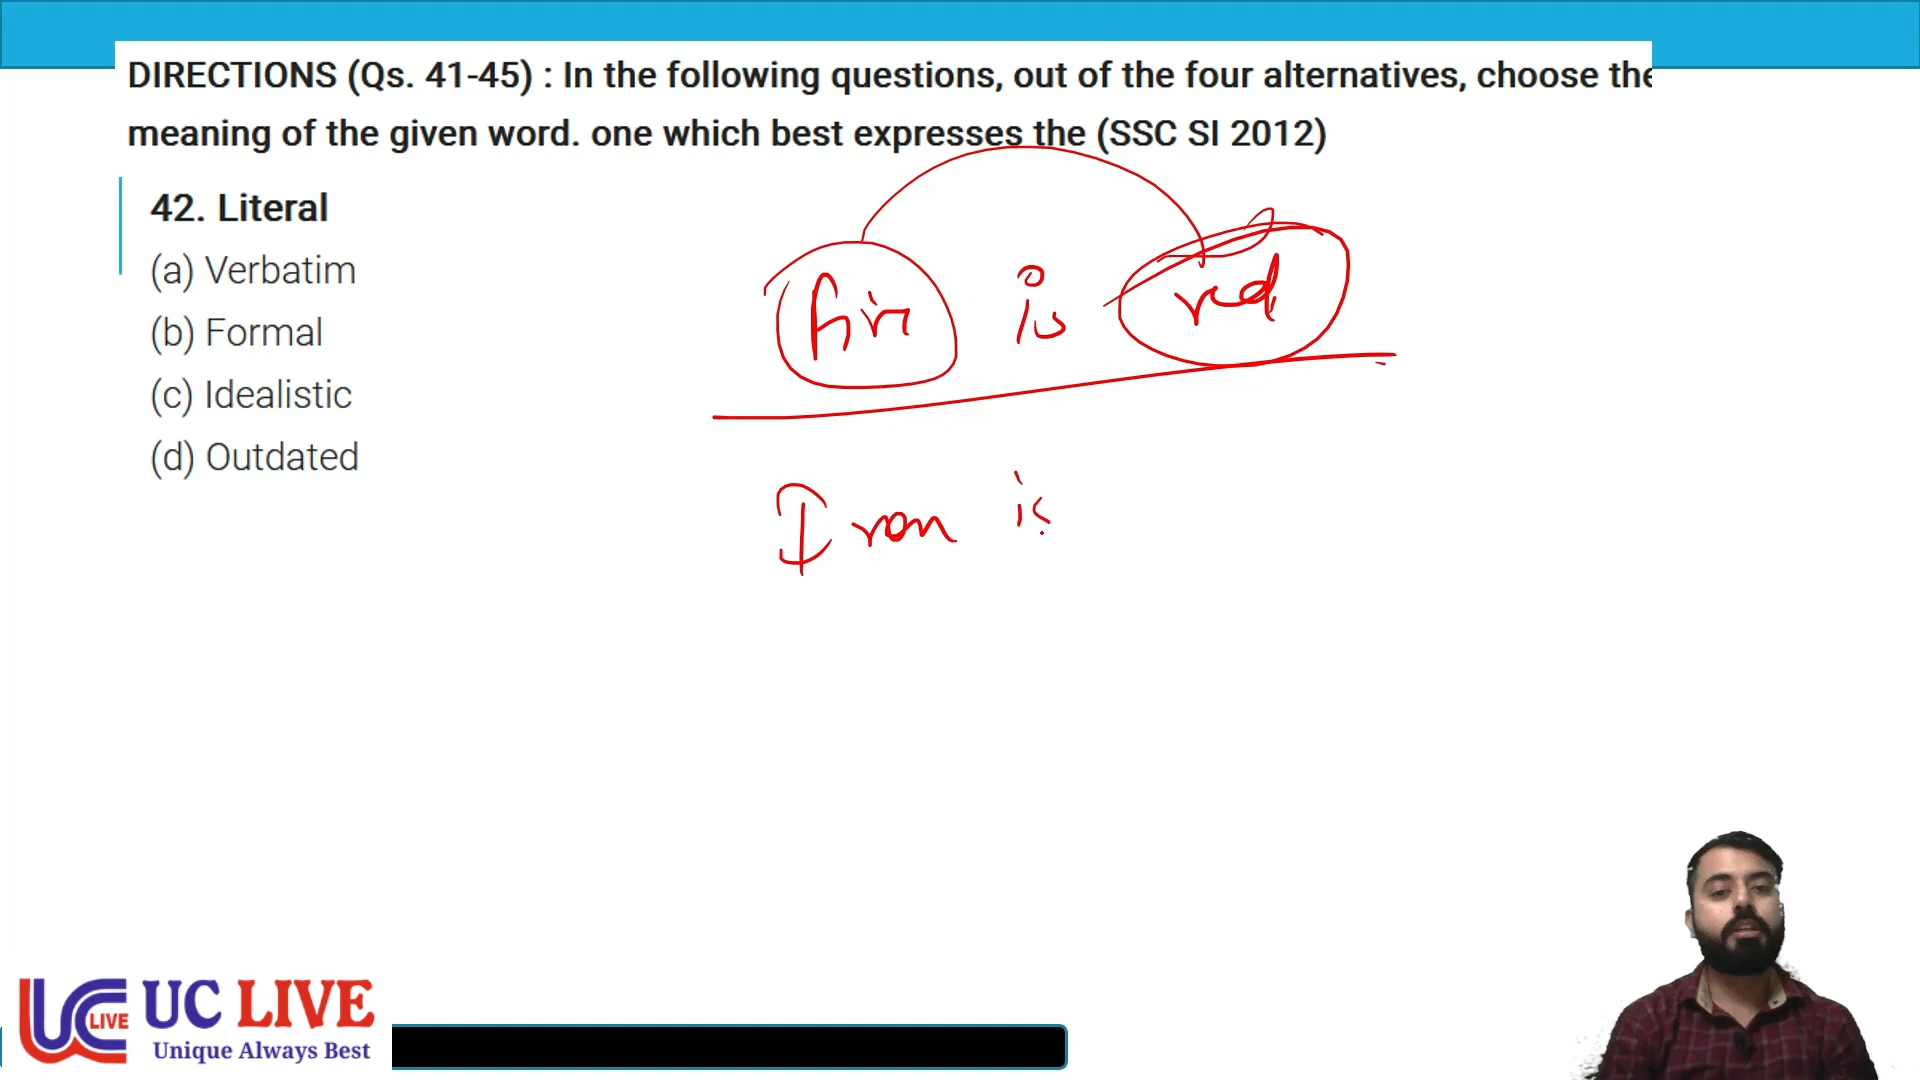 DIRECTIONS (Qs. 41-45) : In the following questions, out of the four alternatives, choose the
meaning of the given word. one which best expresses the (SSC SI 2012)
42. Literal
(a) Verbatim
(b) Formal
(c) Idealistic
(d) Outdated
is red
Iron is
LIVE
UC LIVE
Unique Always Best